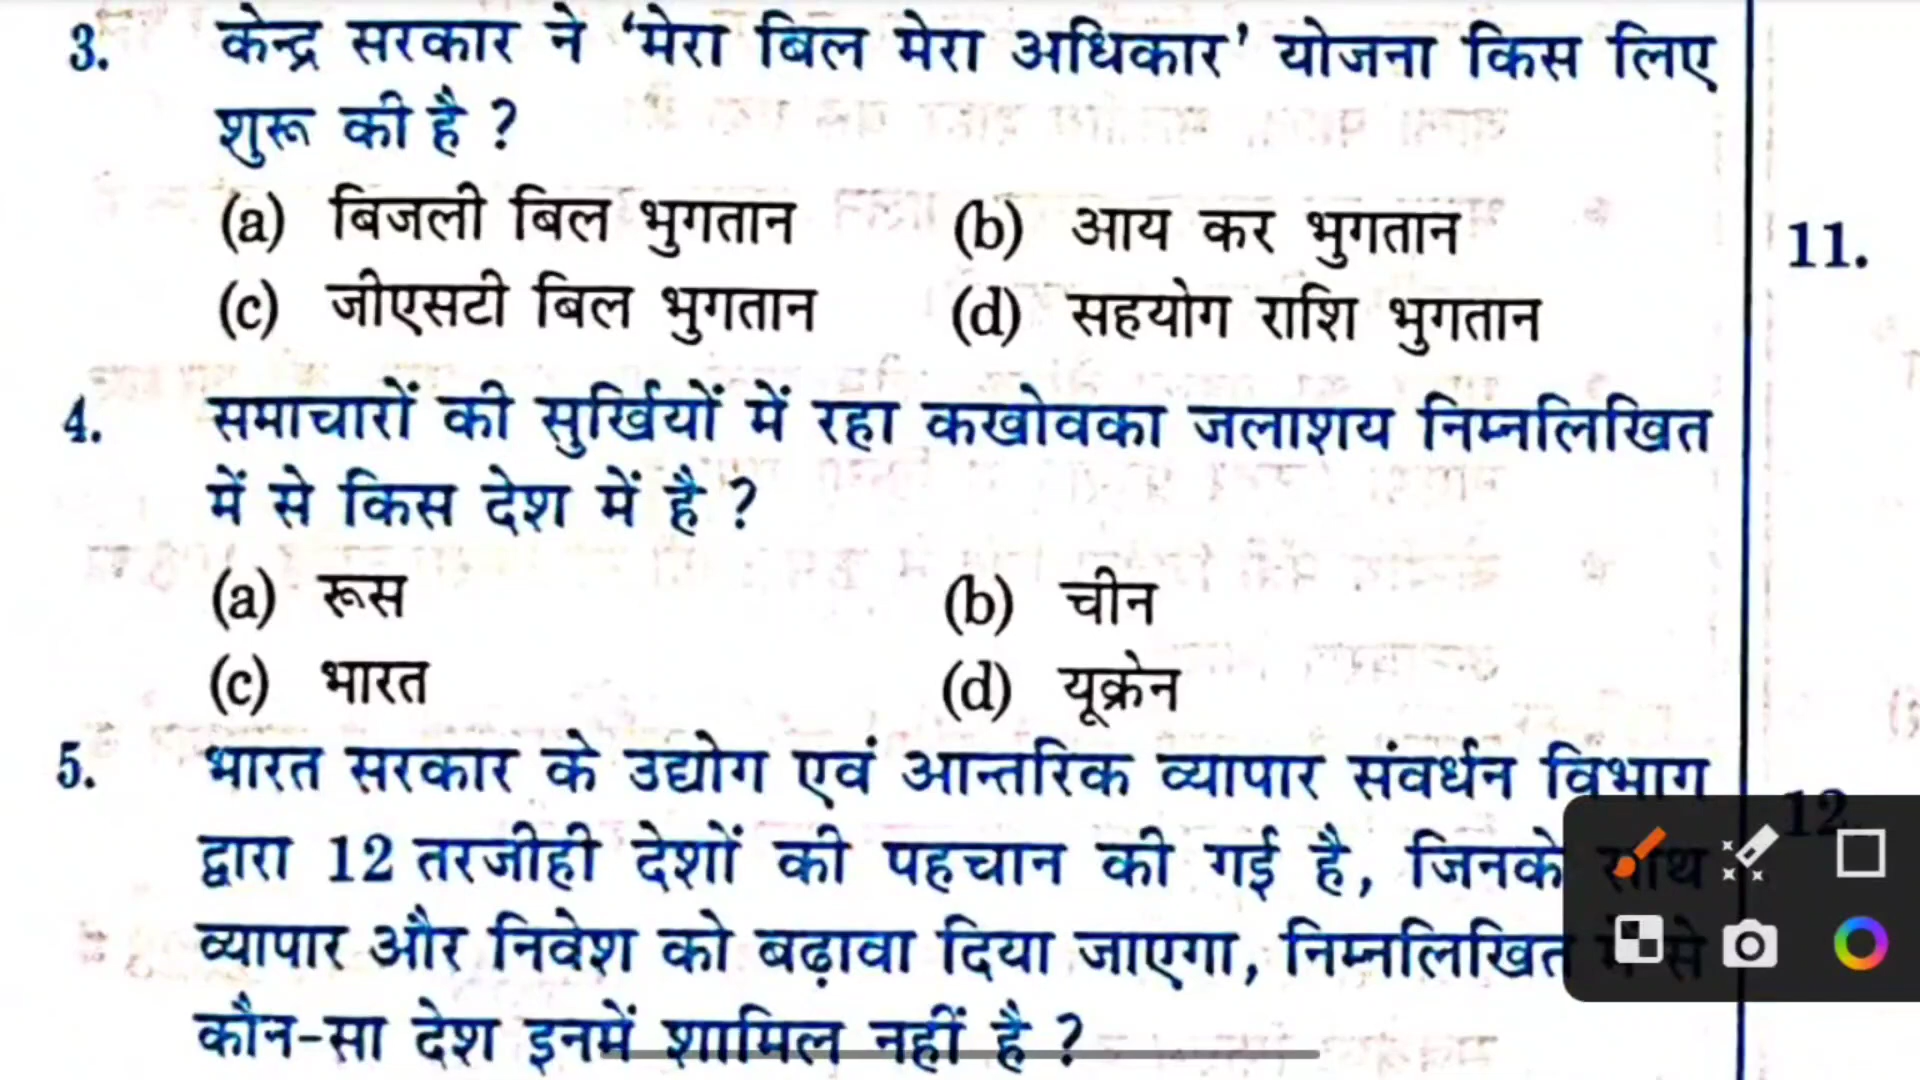 3. केन्द्र सरकार ने ‘मेरा बिल मेरा अधिकार’ योजना किस लिए
शुरू की है ?
(a) बिजली बिल भुगतान (b) आय कर भुगतान
(c) जीएसटी बिल भुगतान (d) सहयोग राशि भुगतान
4. समाचारों की सुर्खियों में रहा कखोवका जलाशय निम्नलिखित
में से किस देश में है ?
(a) रूस (b) चीन
(c) भारत (d) यूक्रेन
5. भारत सरकार के उद्योग एवं आन्तरिक व्यापार संवर्धन विभाग
द्वारा 12 तरजीही देशों की पहचान की गई है, जिनके साथ
व्यापार और निवेश को बढ़ावा दिया जाएगा, निम्नलिखित में से
कौन-सा देश इनमें शामिल नहीं है ?
11.
12.